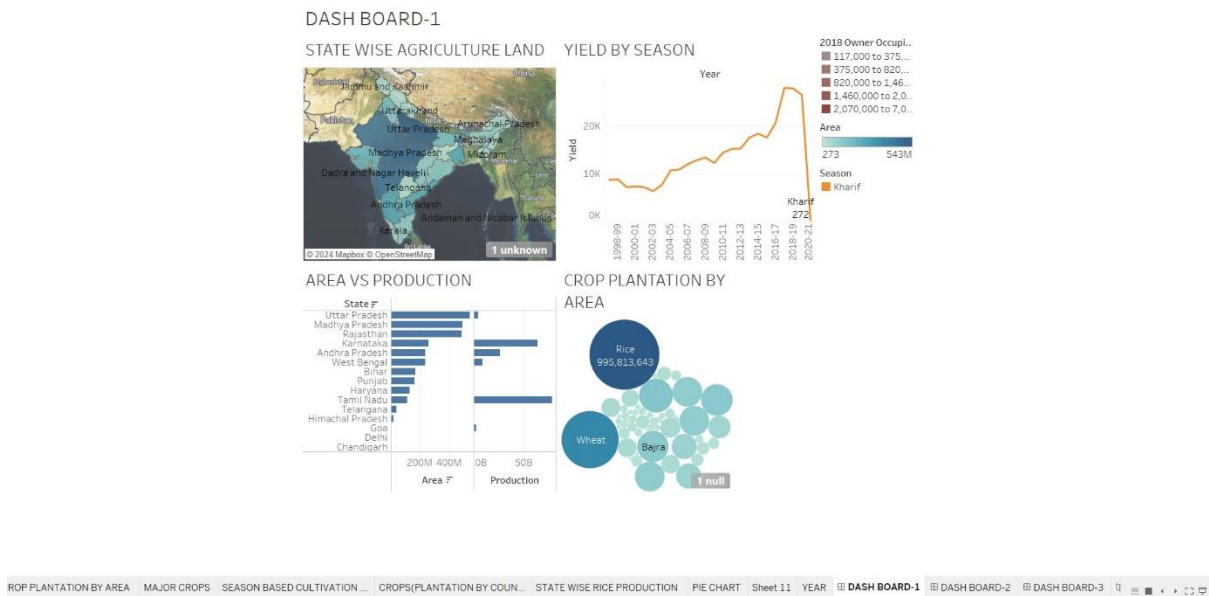 DASH BOARD-1
STATE WISE AGRICULTURE LAND
Afghanistan
China
Jammu and Kashmir
Uttarakhand
Pakistan
Uttar Pradesh
Arunachal Pradesh
Meghalaya
Madhya Pradesh
Mizoram
Myanmar
Dadra and Nagar Haveli
Telangana
Thailand
Andhra Pradesh
Andaman and Nicobar Islands
Kerala
Sri Lanka
© 2024 Mapbox © OpenStreetMap
1 unknown
YIELD BY SEASON
Year
Yield
20K
10K
0K
Kharif
272
1998-99
2000-01
2002-03
2004-05
2006-07
2008-09
2010-11
2012-13
2014-15
2016-17
2018-19
2020-21
2018 Owner Occupi..
117,000 to 375,..
375,000 to 820,..
820,000 to 1,46..
1,460,000 to 2,0..
2,070,000 to 7,0..
Area
273 543M
Season
Kharif
AREA VS PRODUCTION
State
Uttar Pradesh
Madhya Pradesh
Rajasthan
Karnataka
Andhra Pradesh
West Bengal
Bihar
Punjab
Haryana
Tamil Nadu
Telangana
Himachal Pradesh
Goa
Delhi
Chandigarh
200M 400M 0B 50B
Area Production
CROP PLANTATION BY
AREA
Rice
995,813,643
Wheat
Bajra
1 null
ROP PLANTATION BY AREA MAJOR CROPS SEASON BASED CULTIVATION ... CROPS(PLANTATION BY COUN... STATE WISE RICE PRODUCTION PIE CHART Sheet 11 YEAR DASH BOARD-1 DASH BOARD-2 DASH BOARD-3